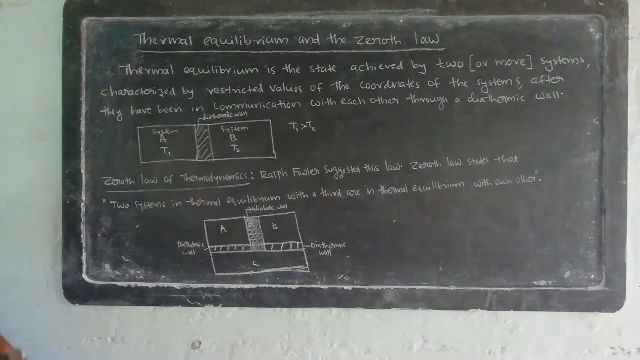 Thermal equilibrium and the Zeroth law
Thermal equilibrium is the state achieved by two [or more] systems,
characterized by restricted values of the coordinates of the systems, after
they have been in communication with each other through a diathermic wall.
diathermic wall
System System
A B T₁>T₂
T₁ T₂
Zeroth law of Thermodynamics: Ralph Fowler Suggested this law. Zeroth law states that
"Two systems in thermal equilibrium with a third are in thermal equilibrium with each other".
Adiabatic wall
A B
Diathermic Diathermic
wall wall
C